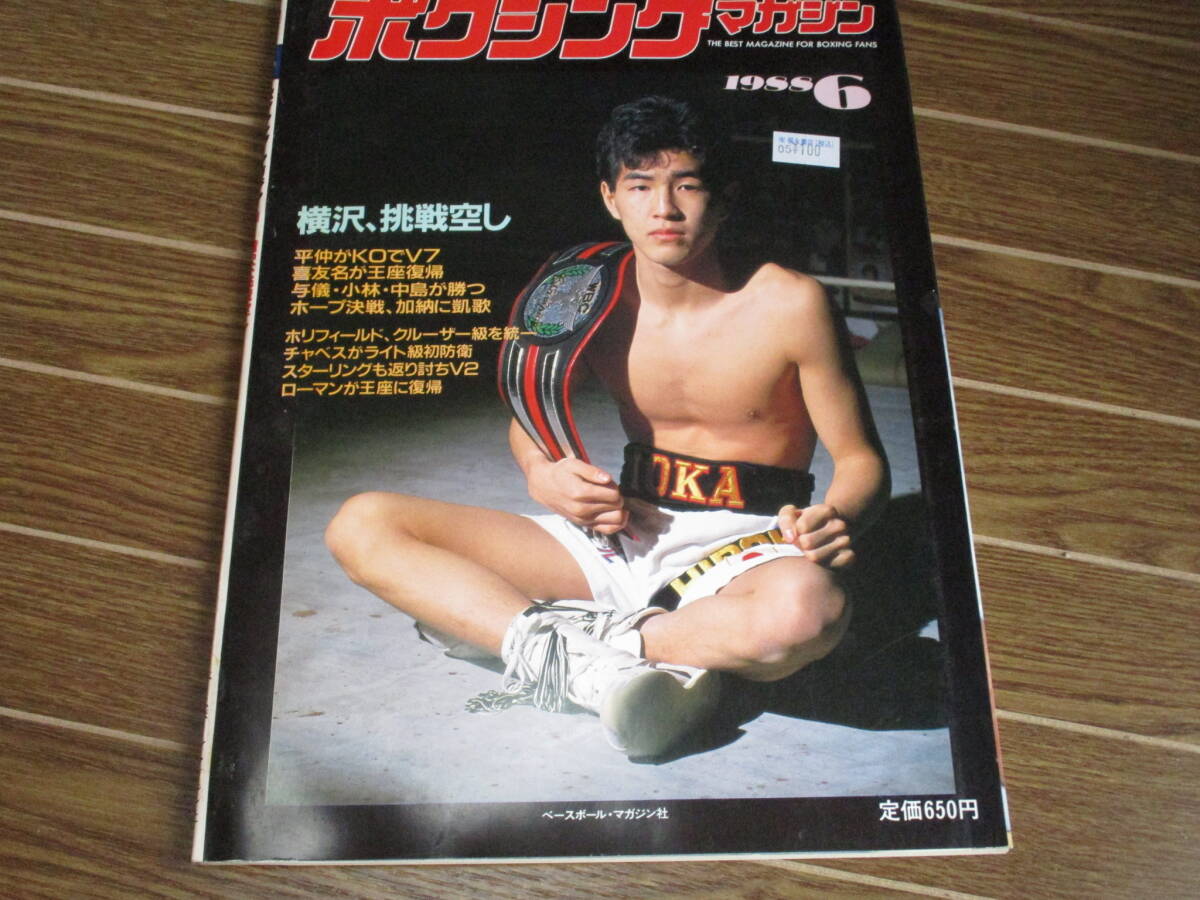 ボクシングマガジン
THE BEST MAGAZINE FOR BOXING FANS
1988 6
¥100
横沢、挑戦空し
平仲がKOでV7
喜友名が王座復帰
与儀・小林・中島が勝つ
ホープ決戦、加納に凱歌
ホリフィールド、クルーザー級を統一
チャベスがライト級初防衛
スターリングも返り討ちV2
ローマンが王座に復帰
WBC
IOKA
ベースボール・マガジン社
定価650円